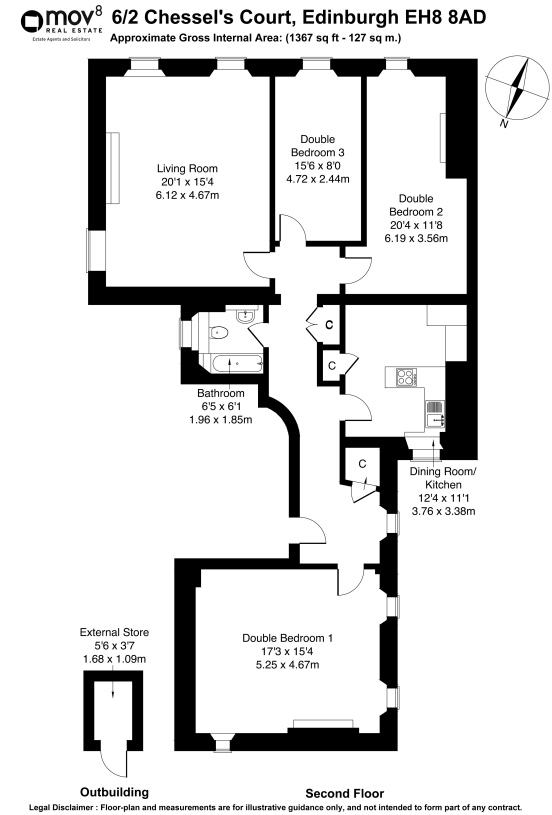 mov8
REAL ESTATE
Estate Agents & Solicitors
6/2 Chessel's Court, Edinburgh EH8 8AD
Approximate Gross Internal Area: (1367 sq ft - 127 sq m.)
N
Living Room
20'1 x 15'4
6.12 x 4.67m
Double
Bedroom 3
15'6 x 8'0
4.72 x 2.44m
Double
Bedroom 2
20'4 x 11'8
6.19 x 3.56m
C
C
Bathroom
6'5 x 6'1
1.96 x 1.85m
C
Dining Room/
Kitchen
12'4 x 11'1
3.76 x 3.38m
Double Bedroom 1
17'3 x 15'4
5.25 x 4.67m
External Store
5'6 x 3'7
1.68 x 1.09m
Outbuilding
Second Floor
Legal Disclaimer : Floor-plan and measurements are for illustrative guidance only, and not intended to form part of any contract.